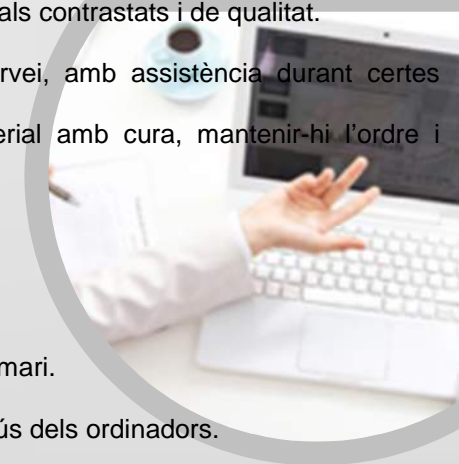 als contrastats i de qualitat.
rvei, amb assistència durant certes
erial amb cura, mantenir-hi l’ordre i
mari.
ús dels ordinadors.